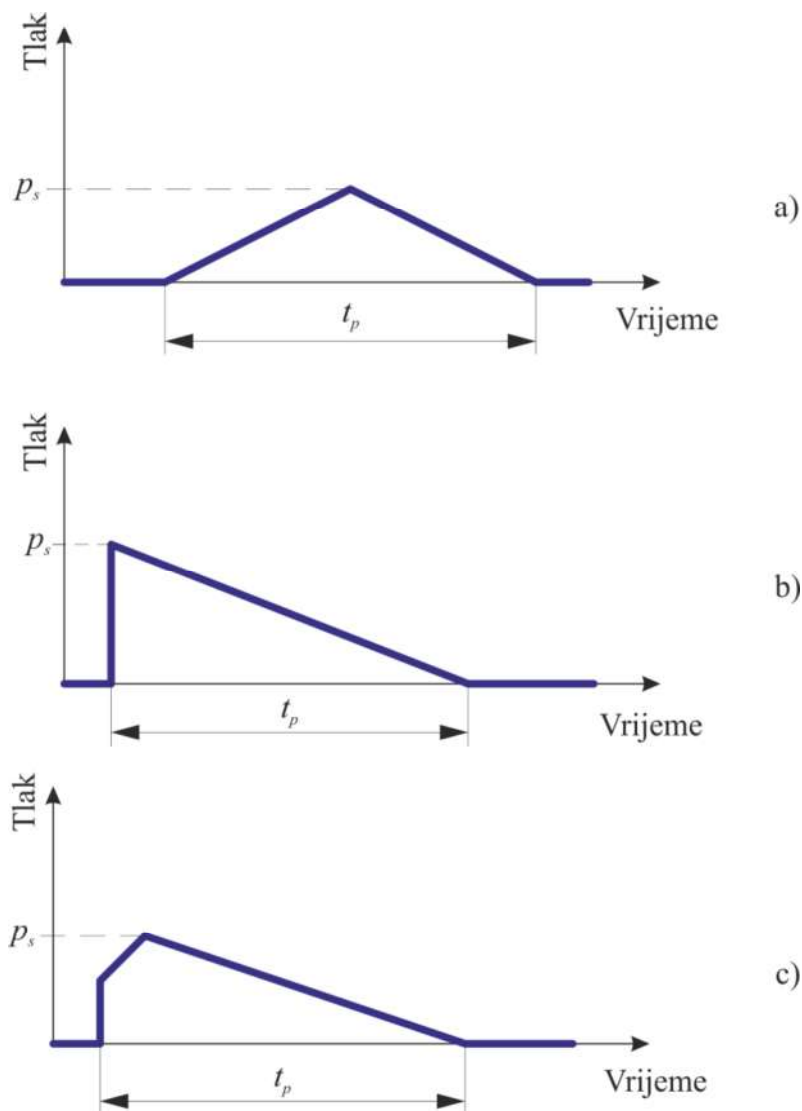 Tlak
p_s
a)
t_p
Vrijeme
Tlak
p_s
b)
t_p
Vrijeme
Tlak
p_s
c)
t_p
Vrijeme